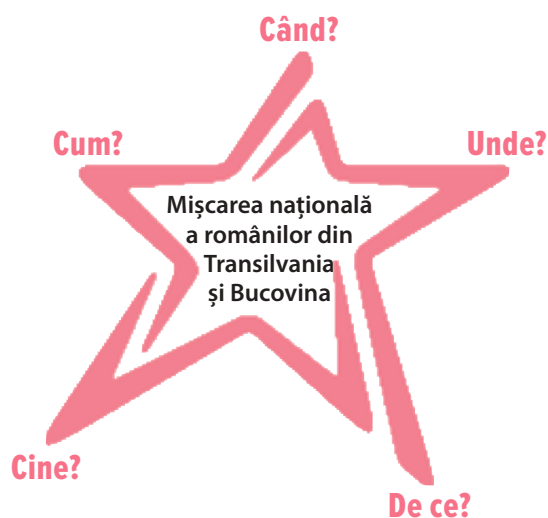 Când?
Cum?
Unde?
Mișcarea națională
a românilor din
Transilvania
și Bucovina
Cine?
De ce?